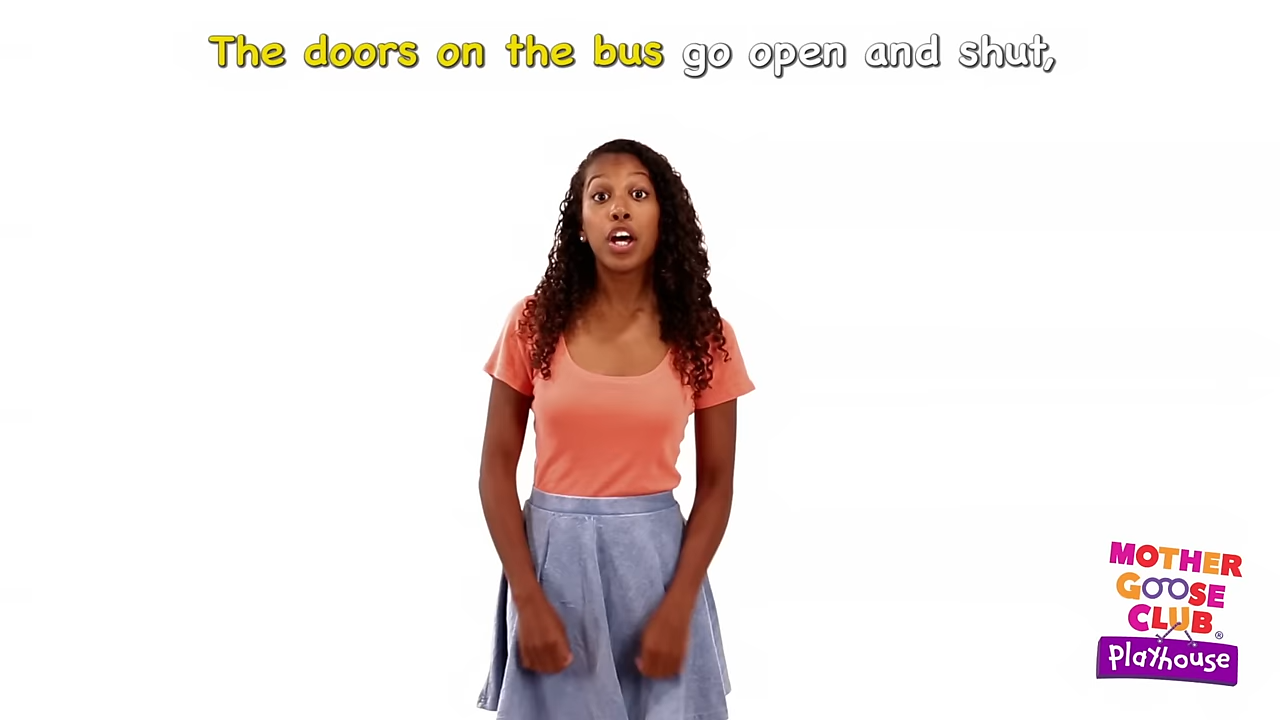 The doors on the bus go open and shut,
MOTHER
GOOSE
CLUB®
Playhouse